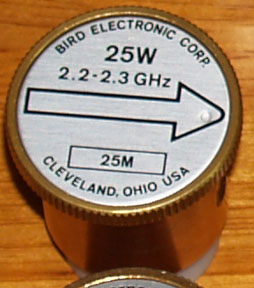 BIRD ELECTRONIC CORP.
25W
2.2-2.3 GHz
25M
CLEVELAND, OHIO USA